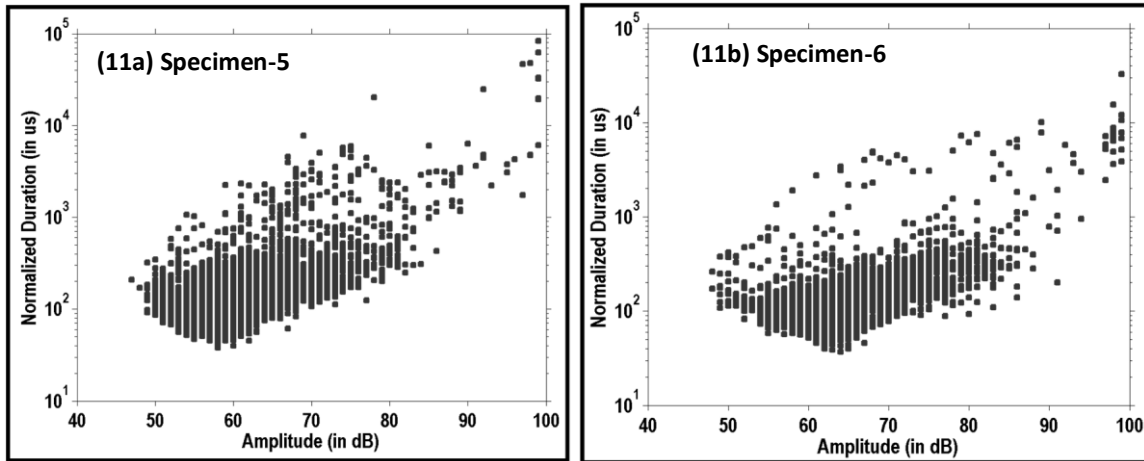 (11a) Specimen-5
Normalized Duration (in us)
10^5
10^4
10^3
10^2
10^1
40 50 60 70 80 90 100
Amplitude (in dB)
(11b) Specimen-6
Normalized Duration (in us)
10^5
10^4
10^3
10^2
10^1
40 50 60 70 80 90 100
Amplitude (in dB)